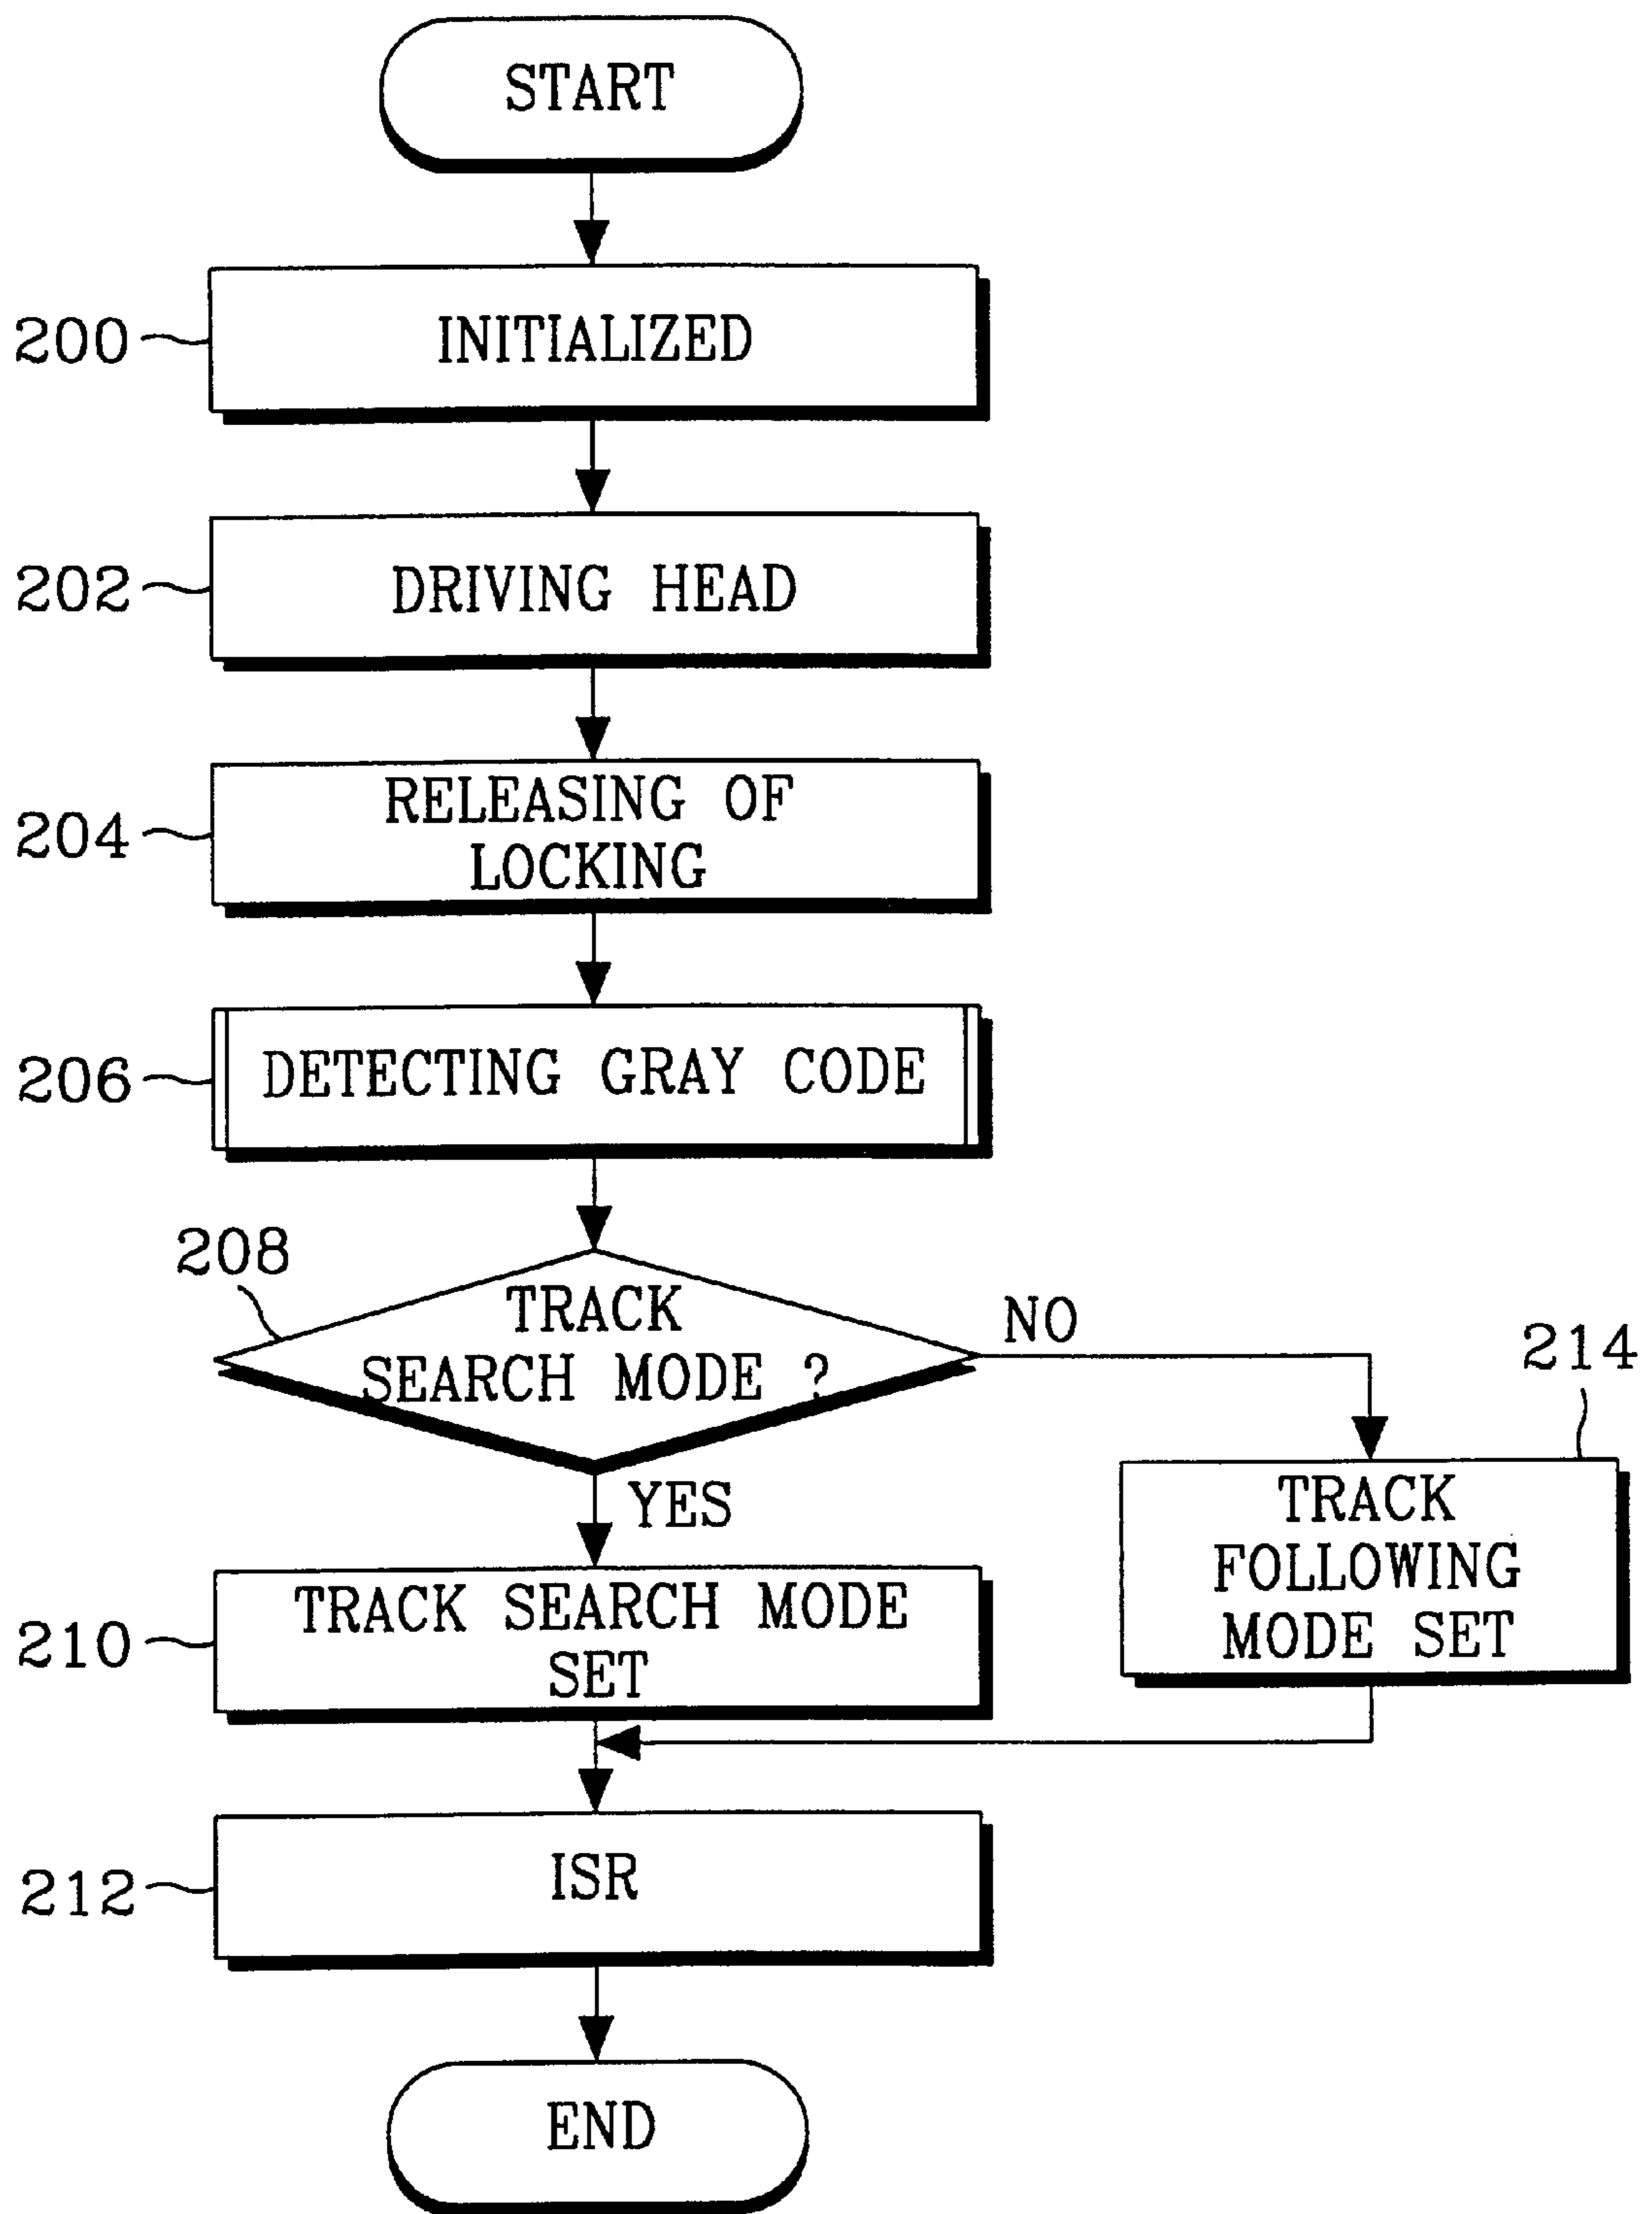 START
200
INITIALIZED
202
DRIVING HEAD
204
RELEASING OF
LOCKING
206
DETECTING GRAY CODE
208
TRACK
SEARCH MODE ?
NO
YES
214
TRACK
FOLLOWING
MODE SET
210
TRACK SEARCH MODE
SET
212
ISR
END